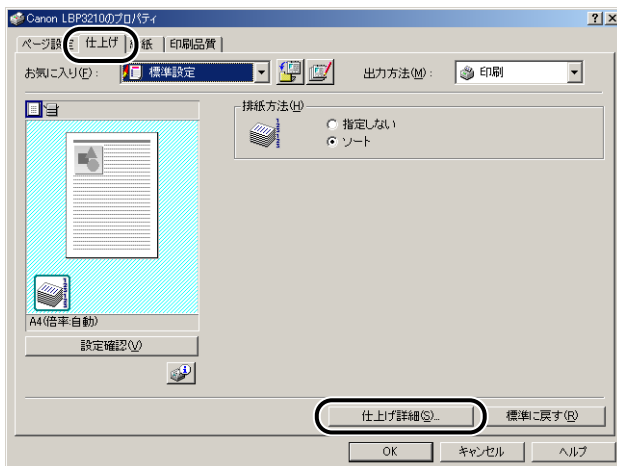 Canon LBP3210のプロパティ
ページ設定 仕上げ 給紙 印刷品質
お気に入り(F): 標準設定 出力方法(M): 印刷
排紙方法(H)
指定しない
ソート
A4(倍率:自動)
設定確認(V)
仕上げ詳細(S)... 標準に戻す(R)
OK キャンセル ヘルプ